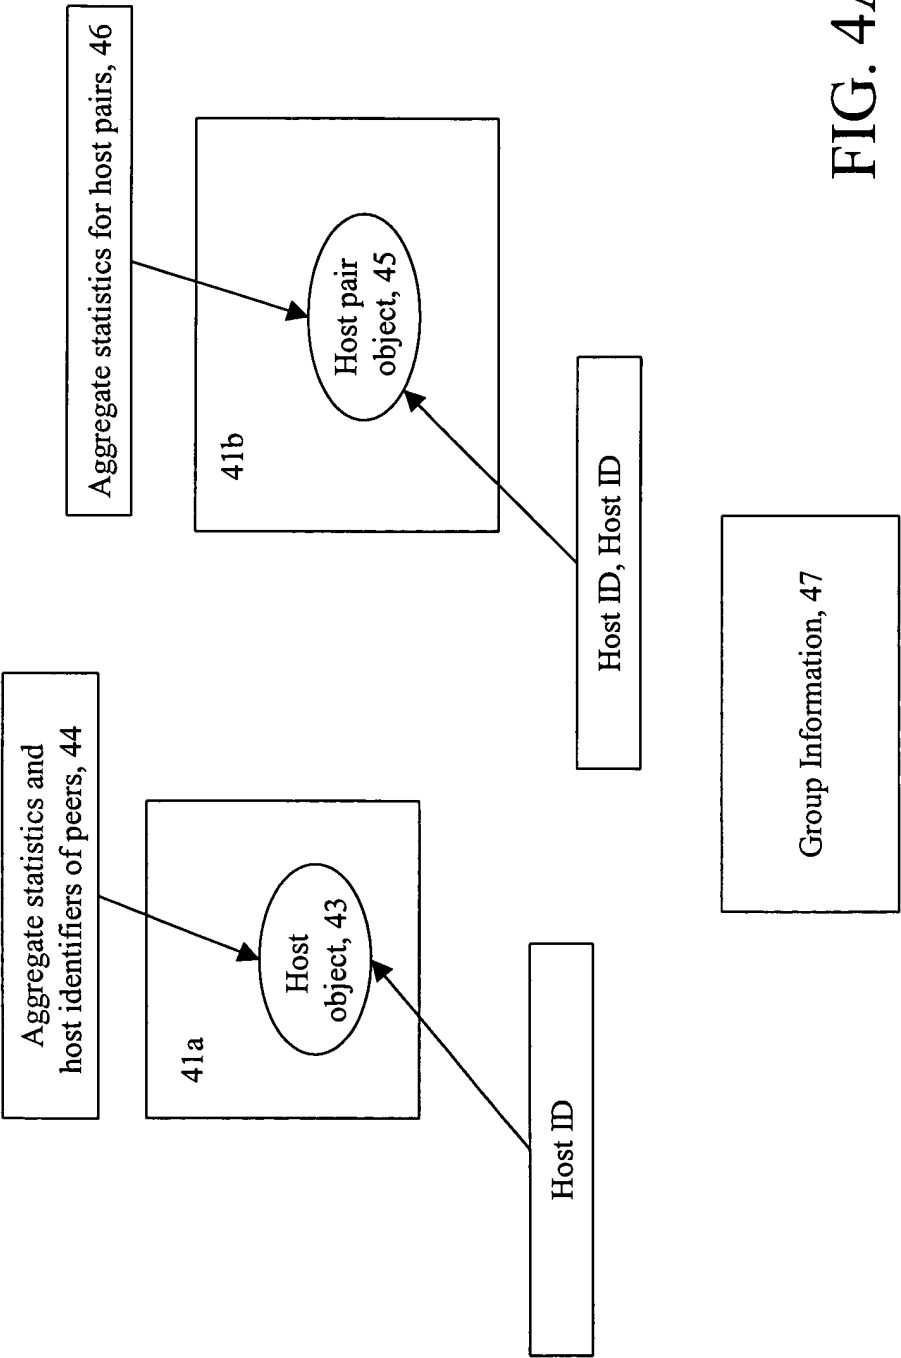 Aggregate statistics and
host identifiers of peers, 44
Aggregate statistics for host pairs, 46
41a
Host
object, 43
41b
Host pair
object, 45
Host ID
Host ID, Host ID
Group Information, 47
FIG. 4A